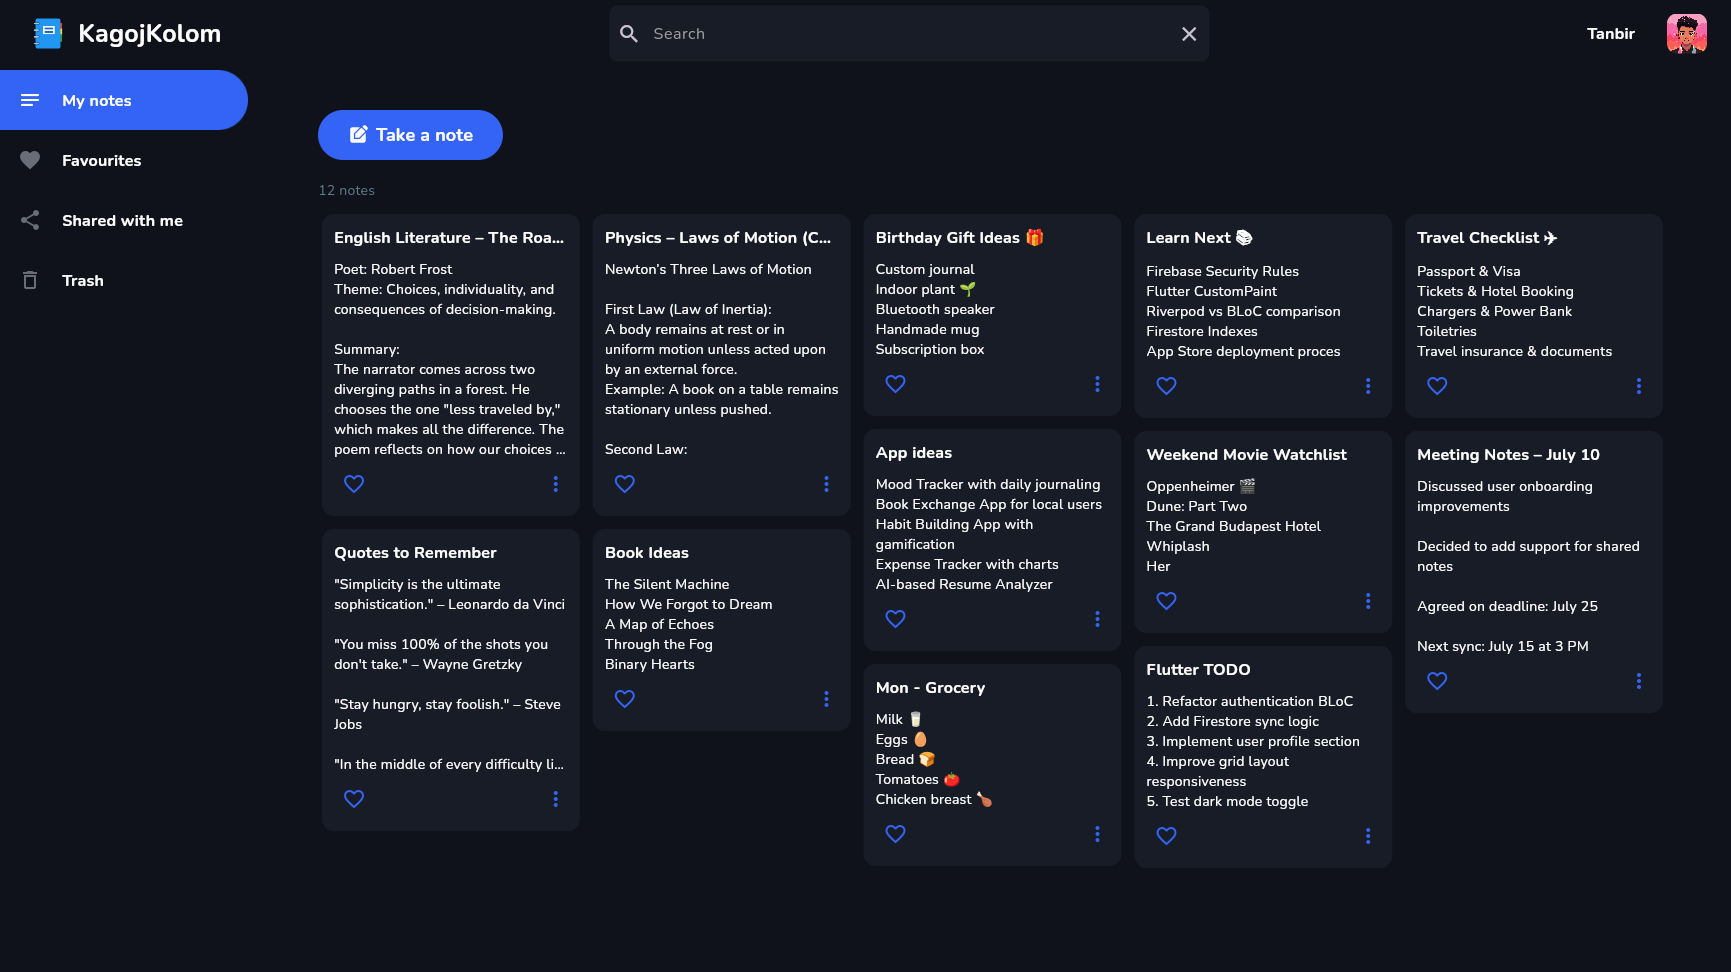 KagojKolom
Search
Tanbir
My notes
Favourites
Shared with me
Trash
Take a note
12 notes
English Literature – The Roa...
Poet: Robert Frost
Theme: Choices, individuality, and
consequences of decision-making.
Summary:
The narrator comes across two
diverging paths in a forest. He
chooses the one "less traveled by,"
which makes all the difference. The
poem reflects on how our choices ...
Physics – Laws of Motion (C...
Newton's Three Laws of Motion
First Law (Law of Inertia):
A body remains at rest or in
uniform motion unless acted upon
by an external force.
Example: A book on a table remains
stationary unless pushed.
Second Law:
Birthday Gift Ideas 🎁
Custom journal
Indoor plant 🌱
Bluetooth speaker
Handmade mug
Subscription box
Learn Next 📚
Firebase Security Rules
Flutter CustomPaint
Riverpod vs BLoC comparison
Firestore Indexes
App Store deployment proces
Travel Checklist ✈
Passport & Visa
Tickets & Hotel Booking
Chargers & Power Bank
Toiletries
Travel insurance & documents
Quotes to Remember
"Simplicity is the ultimate
sophistication." – Leonardo da Vinci
"You miss 100% of the shots you
don't take." – Wayne Gretzky
"Stay hungry, stay foolish." – Steve
Jobs
"In the middle of every difficulty li...
Book Ideas
The Silent Machine
How We Forgot to Dream
A Map of Echoes
Through the Fog
Binary Hearts
App ideas
Mood Tracker with daily journaling
Book Exchange App for local users
Habit Building App with
gamification
Expense Tracker with charts
AI-based Resume Analyzer
Mon - Grocery
Milk 🥛
Eggs 🥚
Bread 🍞
Tomatoes 🍅
Chicken breast 🍗
Weekend Movie Watchlist
Oppenheimer 🎬
Dune: Part Two
The Grand Budapest Hotel
Whiplash
Her
Flutter TODO
1. Refactor authentication BLoC
2. Add Firestore sync logic
3. Implement user profile section
4. Improve grid layout
responsiveness
5. Test dark mode toggle
Meeting Notes – July 10
Discussed user onboarding
improvements
Decided to add support for shared
notes
Agreed on deadline: July 25
Next sync: July 15 at 3 PM